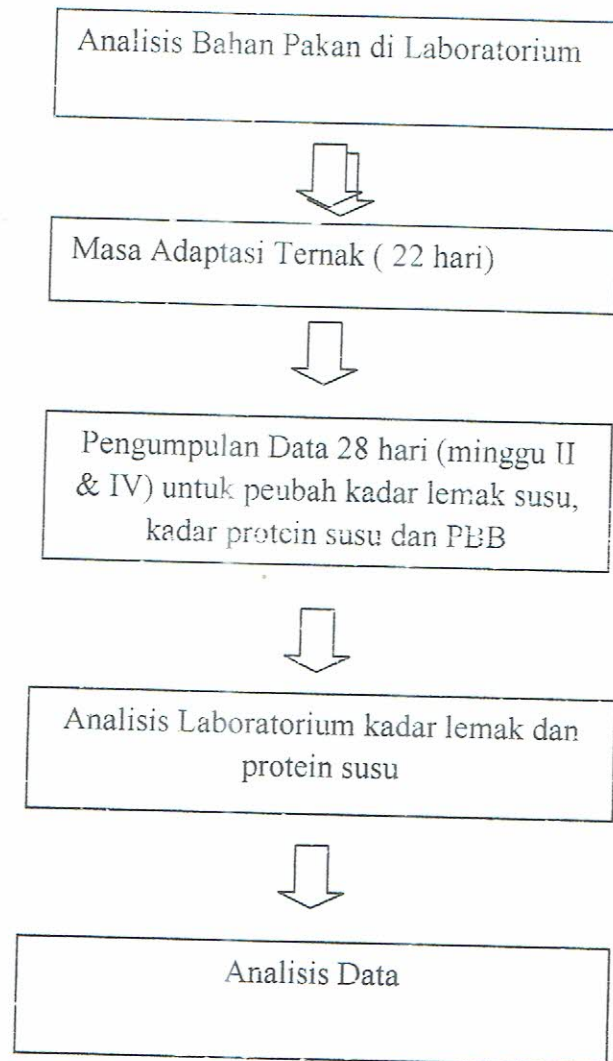 Analisis Bahan Pakan di Laboratorium
Masa Adaptasi Ternak ( 22 hari)
Pengumpulan Data 28 hari (minggu II
& IV) untuk peubah kadar lemak susu,
kadar protein susu dan PBB
Analisis Laboratorium kadar lemak dan
protein susu
Analisis Data